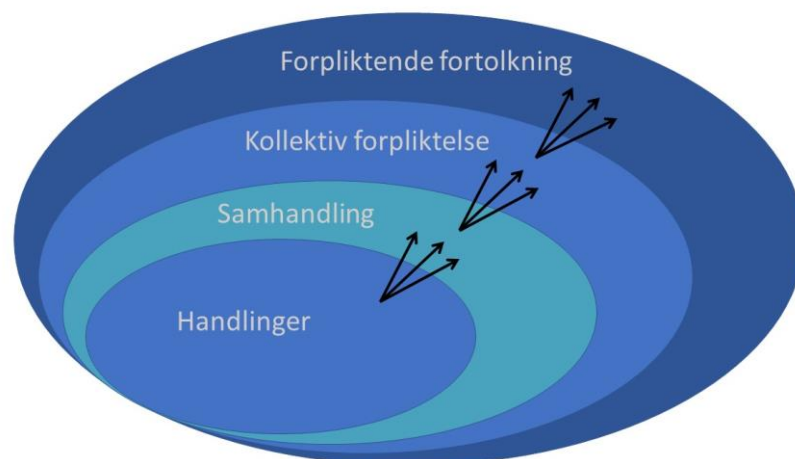 Forpliktende fortolkning
Kollektiv forpliktelse
Samhandling
Handlinger